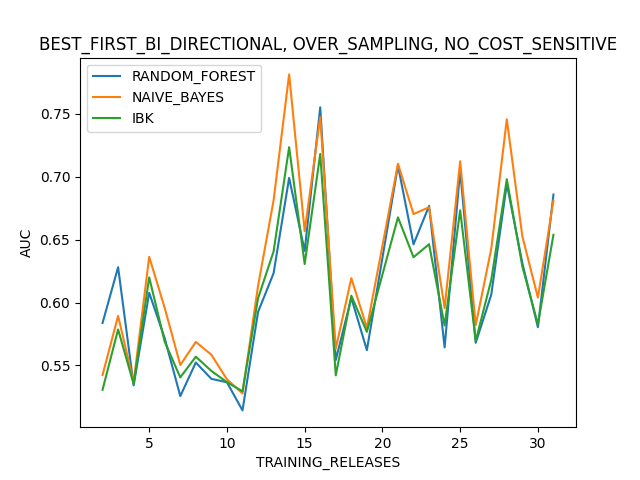 BEST_FIRST_BI_DIRECTIONAL, OVER_SAMPLING, NO_COST_SENSITIVE
RANDOM_FOREST
NAIVE_BAYES
IBK
AUC
0.75
0.70
0.65
0.60
0.55
5 10 15 20 25 30
TRAINING_RELEASES